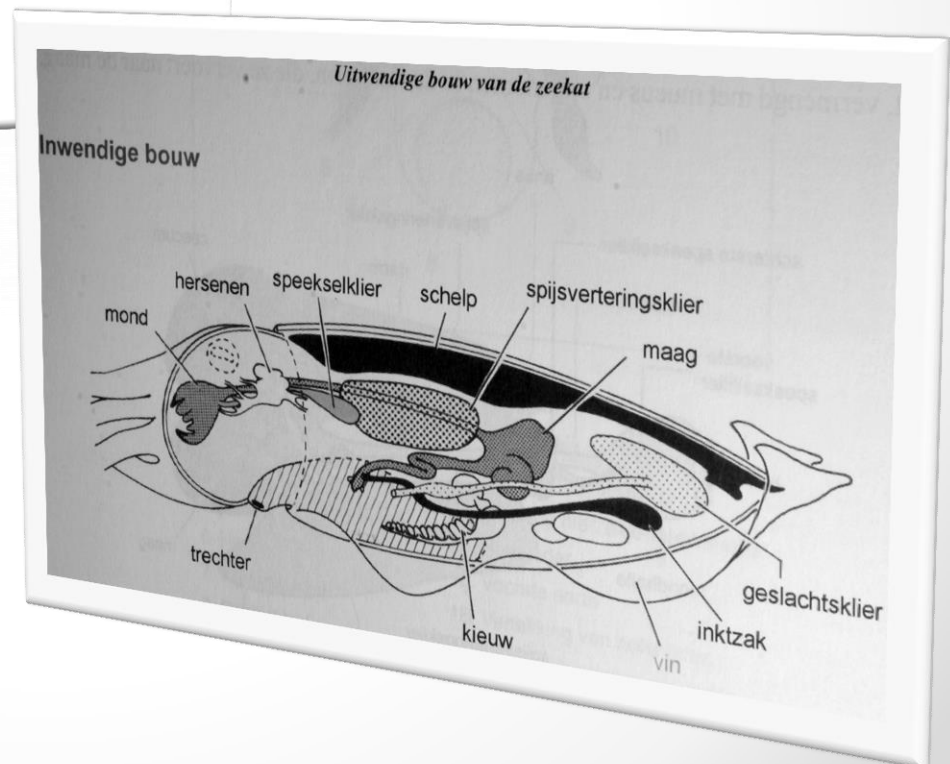 Uitwendige bouw van de zeekat
Inwendige bouw
mond
hersenen
speekselklier
schelp
spijsverteringsklier
maag
trechter
kieuw
vin
inktzak
geslachtsklier